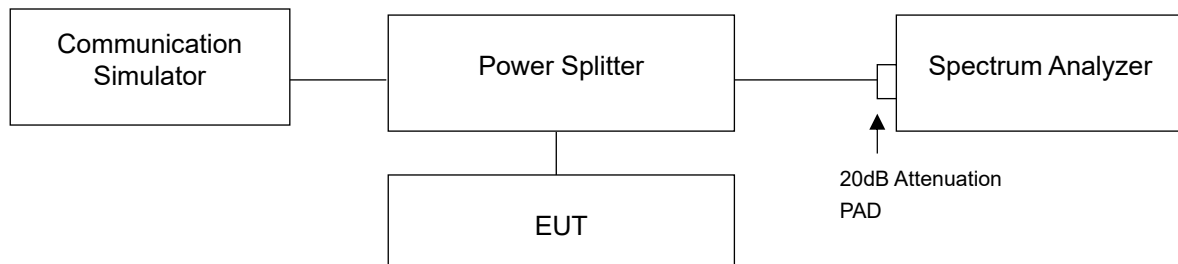 Communication
Simulator
Power Splitter
Spectrum Analyzer
20dB Attenuation
PAD
EUT